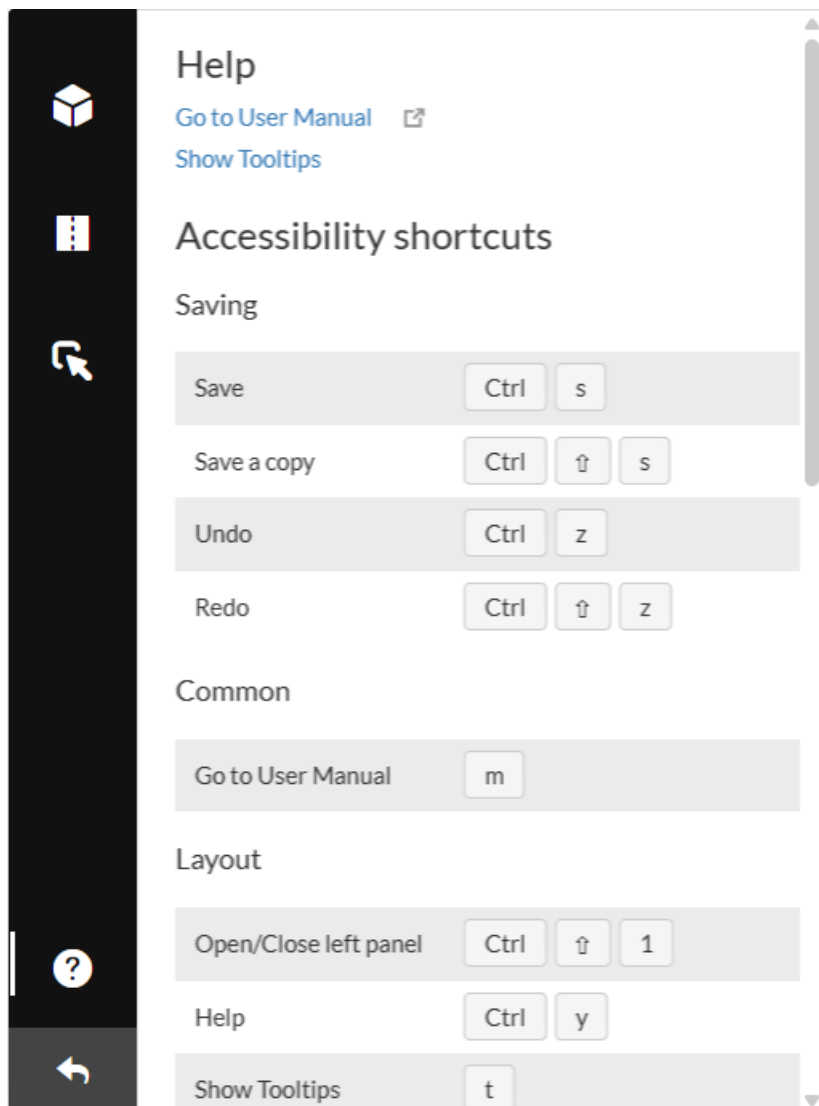 Help
Go to User Manual
Show Tooltips
Accessibility shortcuts
Saving
Save Ctrl s
Save a copy Ctrl ⇧ s
Undo Ctrl z
Redo Ctrl ⇧ z
Common
Go to User Manual m
Layout
Open/Close left panel Ctrl ⇧ 1
? Help Ctrl y
Show Tooltips t